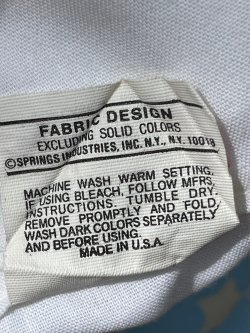 FABRIC DESIGN
EXCLUDING SOLID COLORS
©SPRINGS INDUSTRIES, INC. N.Y., N.Y. 10018
MACHINE WASH WARM SETTING.
IF USING BLEACH, FOLLOW MFRS.
INSTRUCTIONS. TUMBLE DRY.
REMOVE PROMPTLY AND FOLD.
WASH DARK COLORS SEPARATELY
AND BEFORE USING.
MADE IN U.S.A.